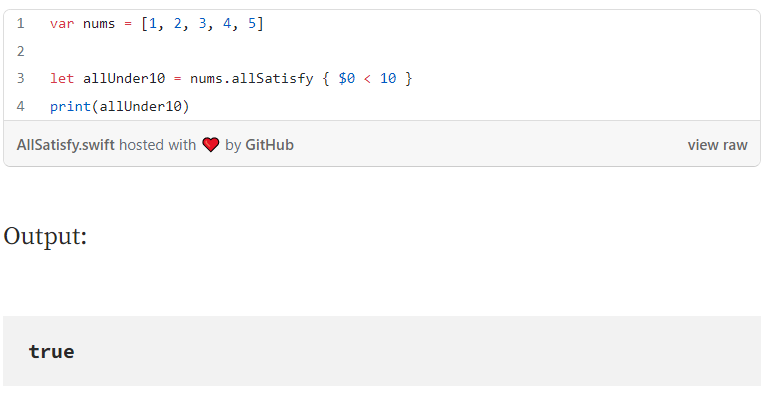 1 var nums = [1, 2, 3, 4, 5]
2
3 let allUnder10 = nums.allSatisfy { $0 < 10 }
4 print(allUnder10)
AllSatisfy.swift hosted with ❤ by GitHub view raw
Output:
true